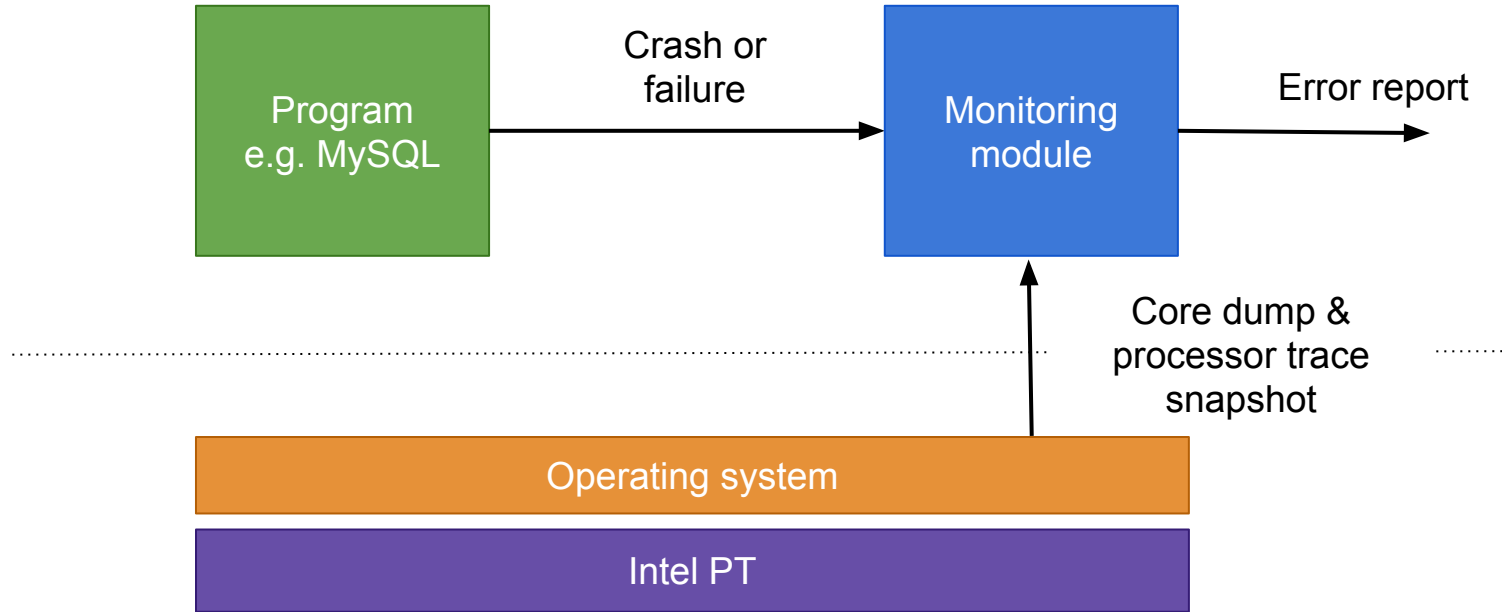 Program
e.g. MySQL
Crash or
failure
Monitoring
module
Error report
Core dump &
processor trace
snapshot
Operating system
Intel PT